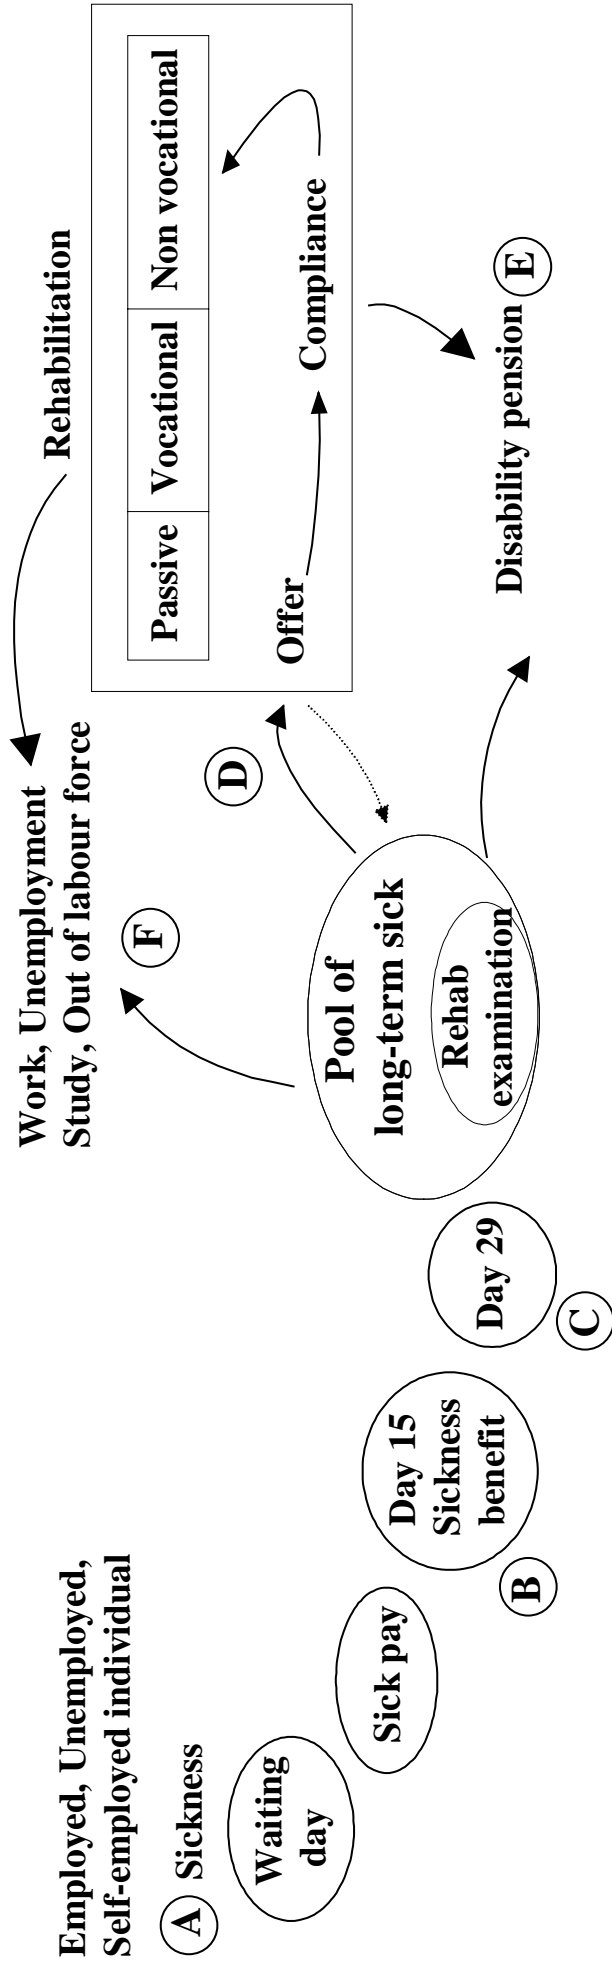 Employed, Unemployed,
Self-employed individual
A
Sickness
Waiting
day
Sick pay
B
Day 15
Sickness
benefit
C
Day 29
Pool of
long-term sick
Rehab
examination
F
Work, Unemployment
Study, Out of labour force
D
Rehabilitation
Passive
Vocational
Non vocational
Offer
Compliance
Disability pension
E